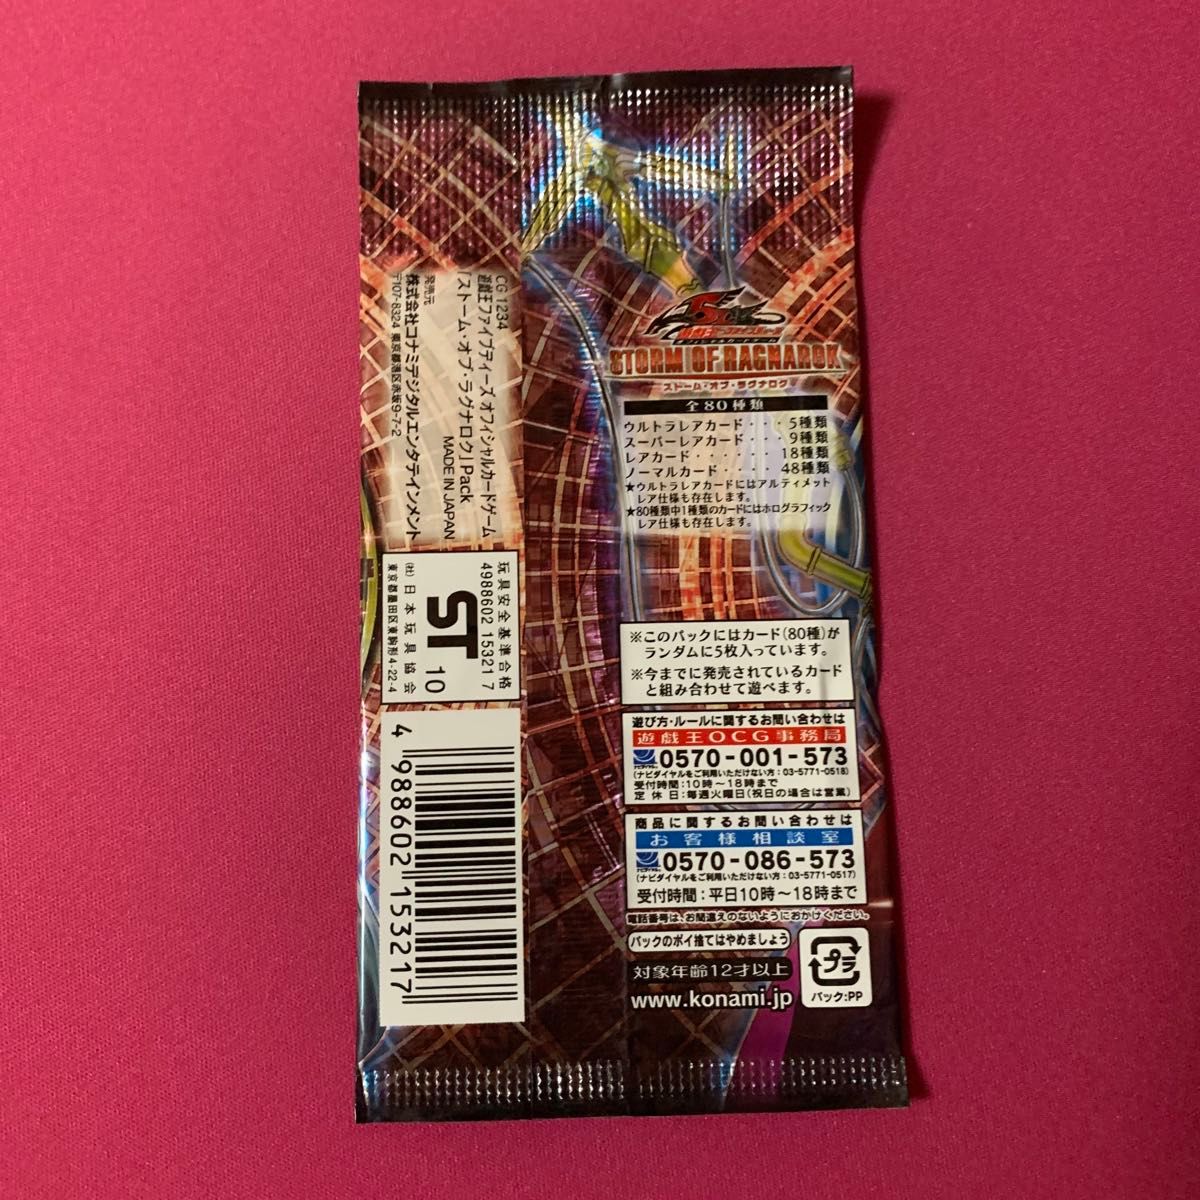 CG 1234
遊戯王ファイブディーズ オフィシャルカードゲーム
「ストーム・オブ・ラグナロク」Pack
MADE IN JAPAN
発売元
株式会社コナミデジタルエンタテインメント
〒107-8324 東京都港区赤坂9-7-2
玩具安全基準合格
4988602 15321 7
ST
10
(社)日本玩具協会
東京都墨田区東駒形4-22-4
4 988602 153217
5D's
遊戯王ファイブディーズ
オフィシャルカードゲーム
STORM OF RAGNAROK
ストーム・オブ・ラグナロク
全80種類
ウルトラレアカード・・・5種類
スーパーレアカード・・・9種類
レアカード・・・・・・18種類
ノーマルカード・・・・・48種類
★ウルトラレアカードにはアルティメット
レア仕様も存在します。
★80種類中1種類のカードにはホログラフィック
レア仕様も存在します。
※このパックにはカード(80種)が
ランダムに5枚入っています。
※今までに発売されているカード
と組み合わせて遊べます。
遊び方・ルールに関するお問い合わせは
遊戯王OCG事務局
0570-001-573
(ナビダイヤルをご利用いただけない方:03-5771-0518)
受付時間:10時〜18時まで
定休日:毎週火曜日(祝日の場合は営業)
商品に関するお問い合わせは
お客様相談室
0570-086-573
(ナビダイヤルをご利用いただけない方:03-5771-0517)
受付時間:平日10時〜18時まで
電話番号は、お間違えのないようにおかけください。
パックのポイ捨てはやめましょう
対象年齢12才以上
www.konami.jp
プラ
パック:PP